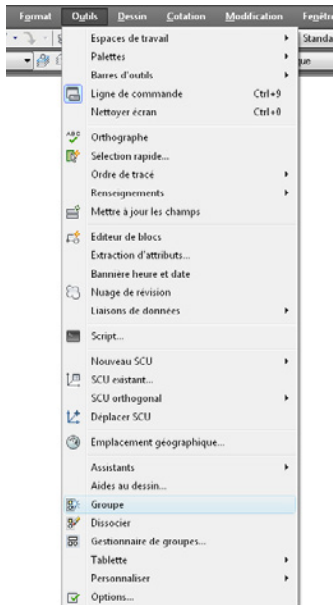 Format Outils Dessin Cotation Modification Fenêtre
Standa
Espaces de travail
Palettes
que
Barres d'outils
Ligne de commande Ctrl+9
Nettoyer écran Ctrl+0
ABC
Orthographe
Sélection rapide...
Ordre de tracé
Renseignements
Mettre à jour les champs
Editeur de blocs
Extraction d'attributs...
Bannière heure et date
Nuage de révision
Liaisons de données
Script...
Nouveau SCU
SCU existant...
SCU orthogonal
Déplacer SCU
Emplacement géographique...
Assistants
Aides au dessin...
Groupe
Dissocier
Gestionnaire de groupes...
Tablette
Personnaliser
Options...